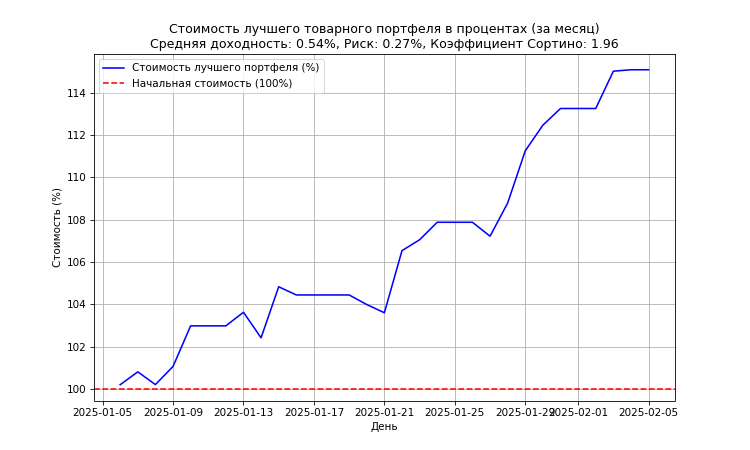 Стоимость лучшего товарного портфеля в процентах (за месяц)
Средняя доходность: 0.54%, Риск: 0.27%, Коэффициент Сортино: 1.96
Стоимость лучшего портфеля (%)
Начальная стоимость (100%)
Стоимость (%)
114
112
110
108
106
104
102
100
2025-01-05 2025-01-09 2025-01-13 2025-01-17 2025-01-21 2025-01-25 2025-01-29 2025-02-01 2025-02-05
День